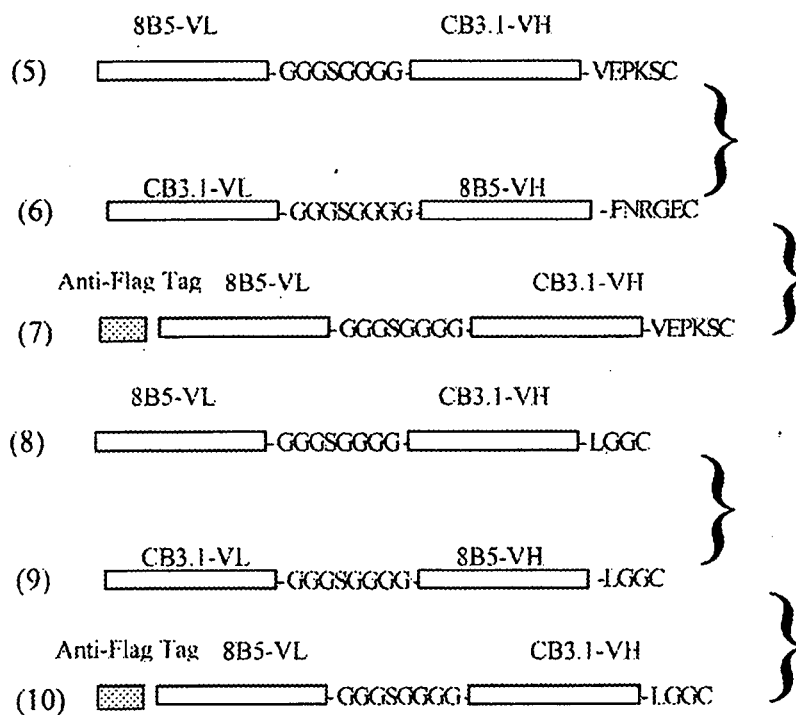 8B5-VL CB3.1-VH
(5) -GGGSGGGG- -VEPKSC
CB3.1-VL 8B5-VH
(6) -GGGSGGGG- -FNRGEC
Anti-Flag Tag 8B5-VL CB3.1-VH
(7) -GGGSGGGG- -VEPKSC
8B5-VL CB3.1-VH
(8) -GGGSGGGG- -LGGC
CB3.1-VL 8B5-VH
(9) -GGGSGGGG- -LGGC
Anti-Flag Tag 8B5-VL CB3.1-VH
(10) -GGGSGGGG- -LGGC